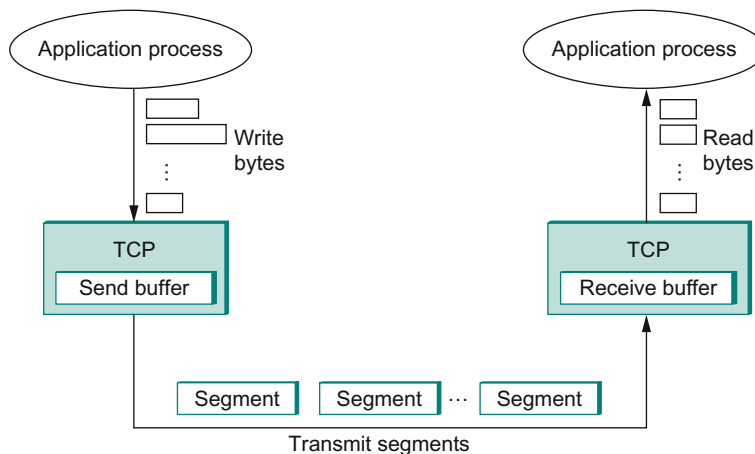 Application process
Application process
Write
bytes
⋮
Read
bytes
⋮
TCP
TCP
Send buffer
Receive buffer
Segment
Segment
...
Segment
Transmit segments